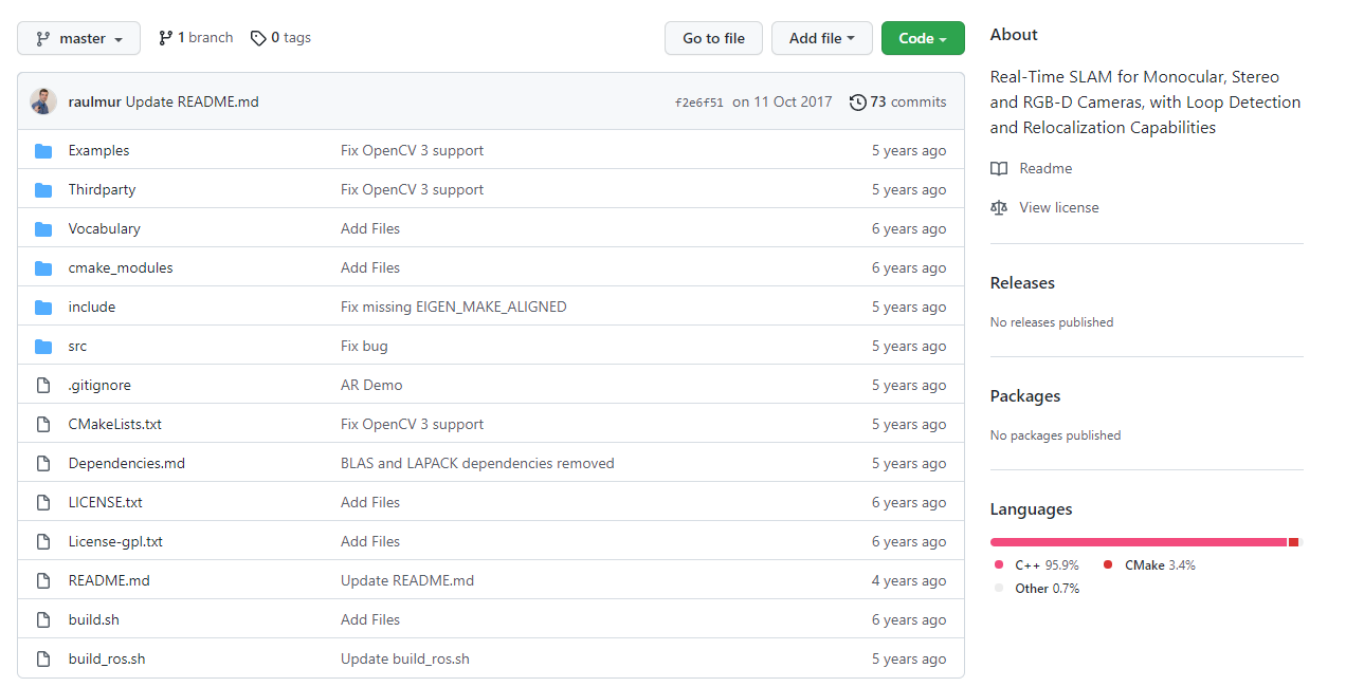 master 1 branch 0 tags Go to file Add file Code
raulmur Update README.md f2e6f51 on 11 Oct 2017 73 commits
Examples Fix OpenCV 3 support 5 years ago
Thirdparty Fix OpenCV 3 support 5 years ago
Vocabulary Add Files 6 years ago
cmake_modules Add Files 6 years ago
include Fix missing EIGEN_MAKE_ALIGNED 5 years ago
src Fix bug 5 years ago
.gitignore AR Demo 5 years ago
CMakeLists.txt Fix OpenCV 3 support 5 years ago
Dependencies.md BLAS and LAPACK dependencies removed 5 years ago
LICENSE.txt Add Files 6 years ago
License-gpl.txt Add Files 6 years ago
README.md Update README.md 4 years ago
build.sh Add Files 6 years ago
build_ros.sh Update build_ros.sh 5 years ago
About
Real-Time SLAM for Monocular, Stereo
and RGB-D Cameras, with Loop Detection
and Relocalization Capabilities
Readme
View license
Releases
No releases published
Packages
No packages published
Languages
C++ 95.9% CMake 3.4%
Other 0.7%